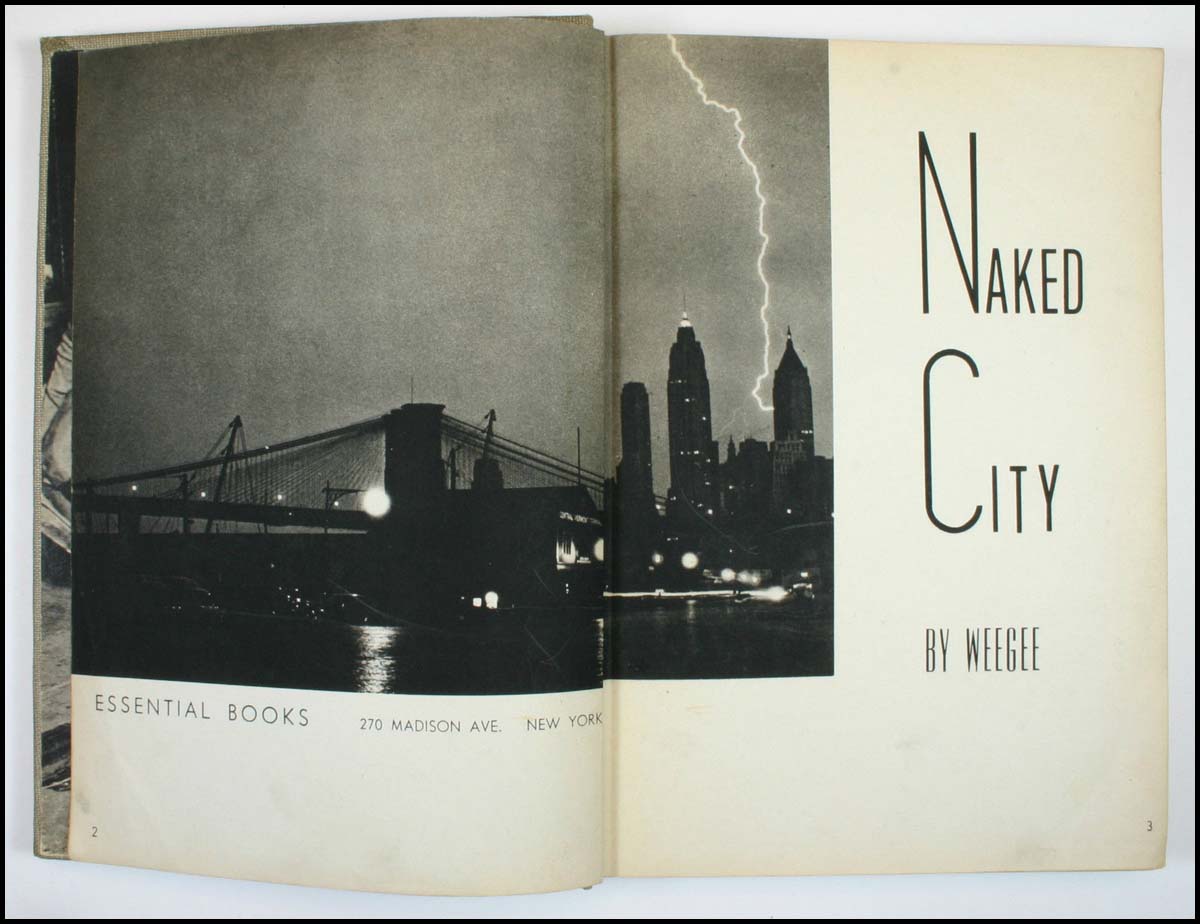 ESSENTIAL BOOKS 270 MADISON AVE. NEW YORK
2
NAKED
CITY
BY WEEGEE
3